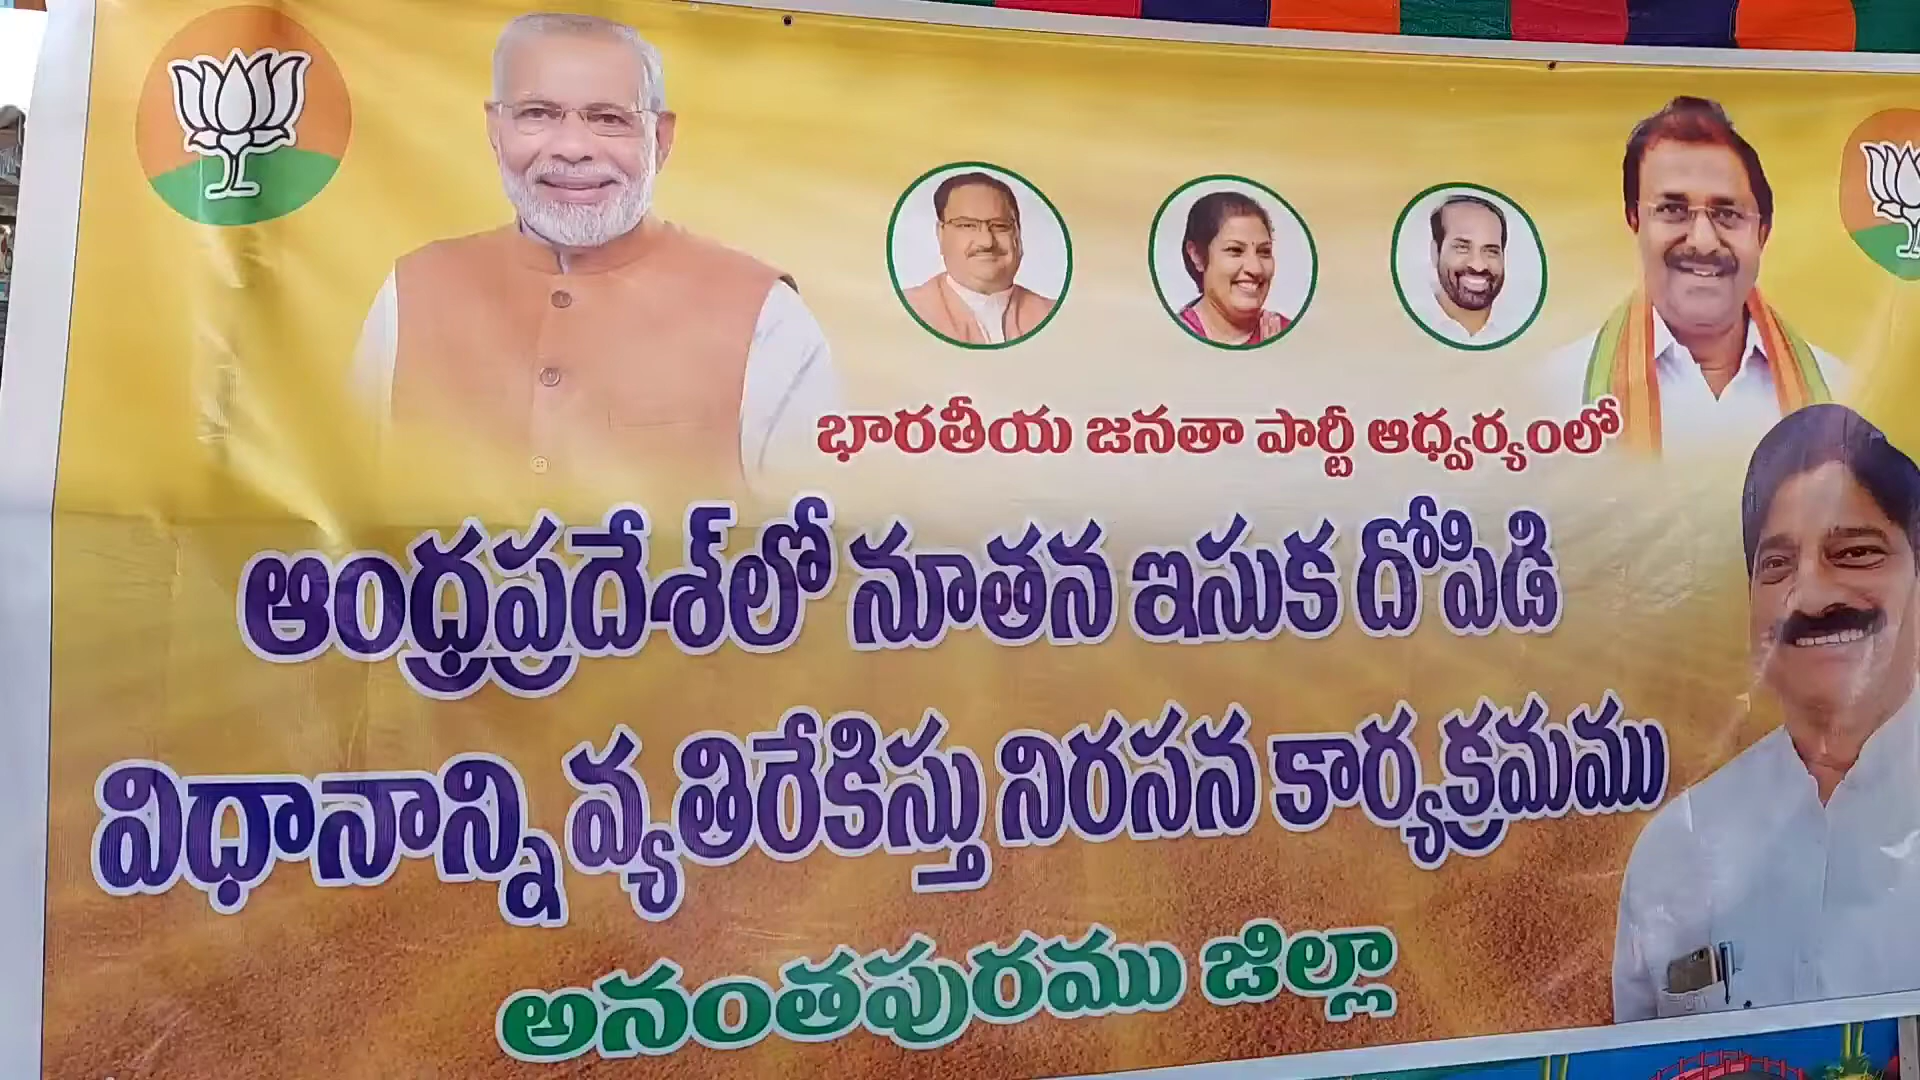 భారతీయ జనతా పార్టీ ఆధ్వర్యంలో
ఆంధ్రప్రదేశ్‌లో నూతన ఇసుక దోపిడి
విధానాన్ని వ్యతిరేకిస్తు నిరసన కార్యక్రమము
అనంతపురము జిల్లా